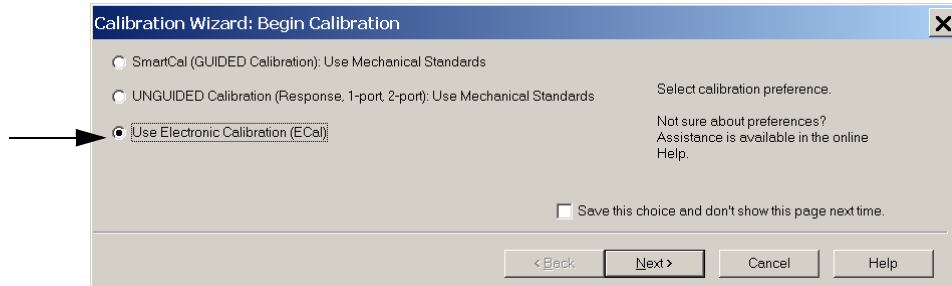 Calibration Wizard: Begin Calibration
SmartCal (GUIDED Calibration): Use Mechanical Standards
UNGUIDED Calibration (Response, 1-port, 2-port): Use Mechanical Standards
Use Electronic Calibration (ECal)
Select calibration preference.
Not sure about preferences?
Assistance is available in the online
Help.
Save this choice and don't show this page next time.
< Back
Next >
Cancel
Help